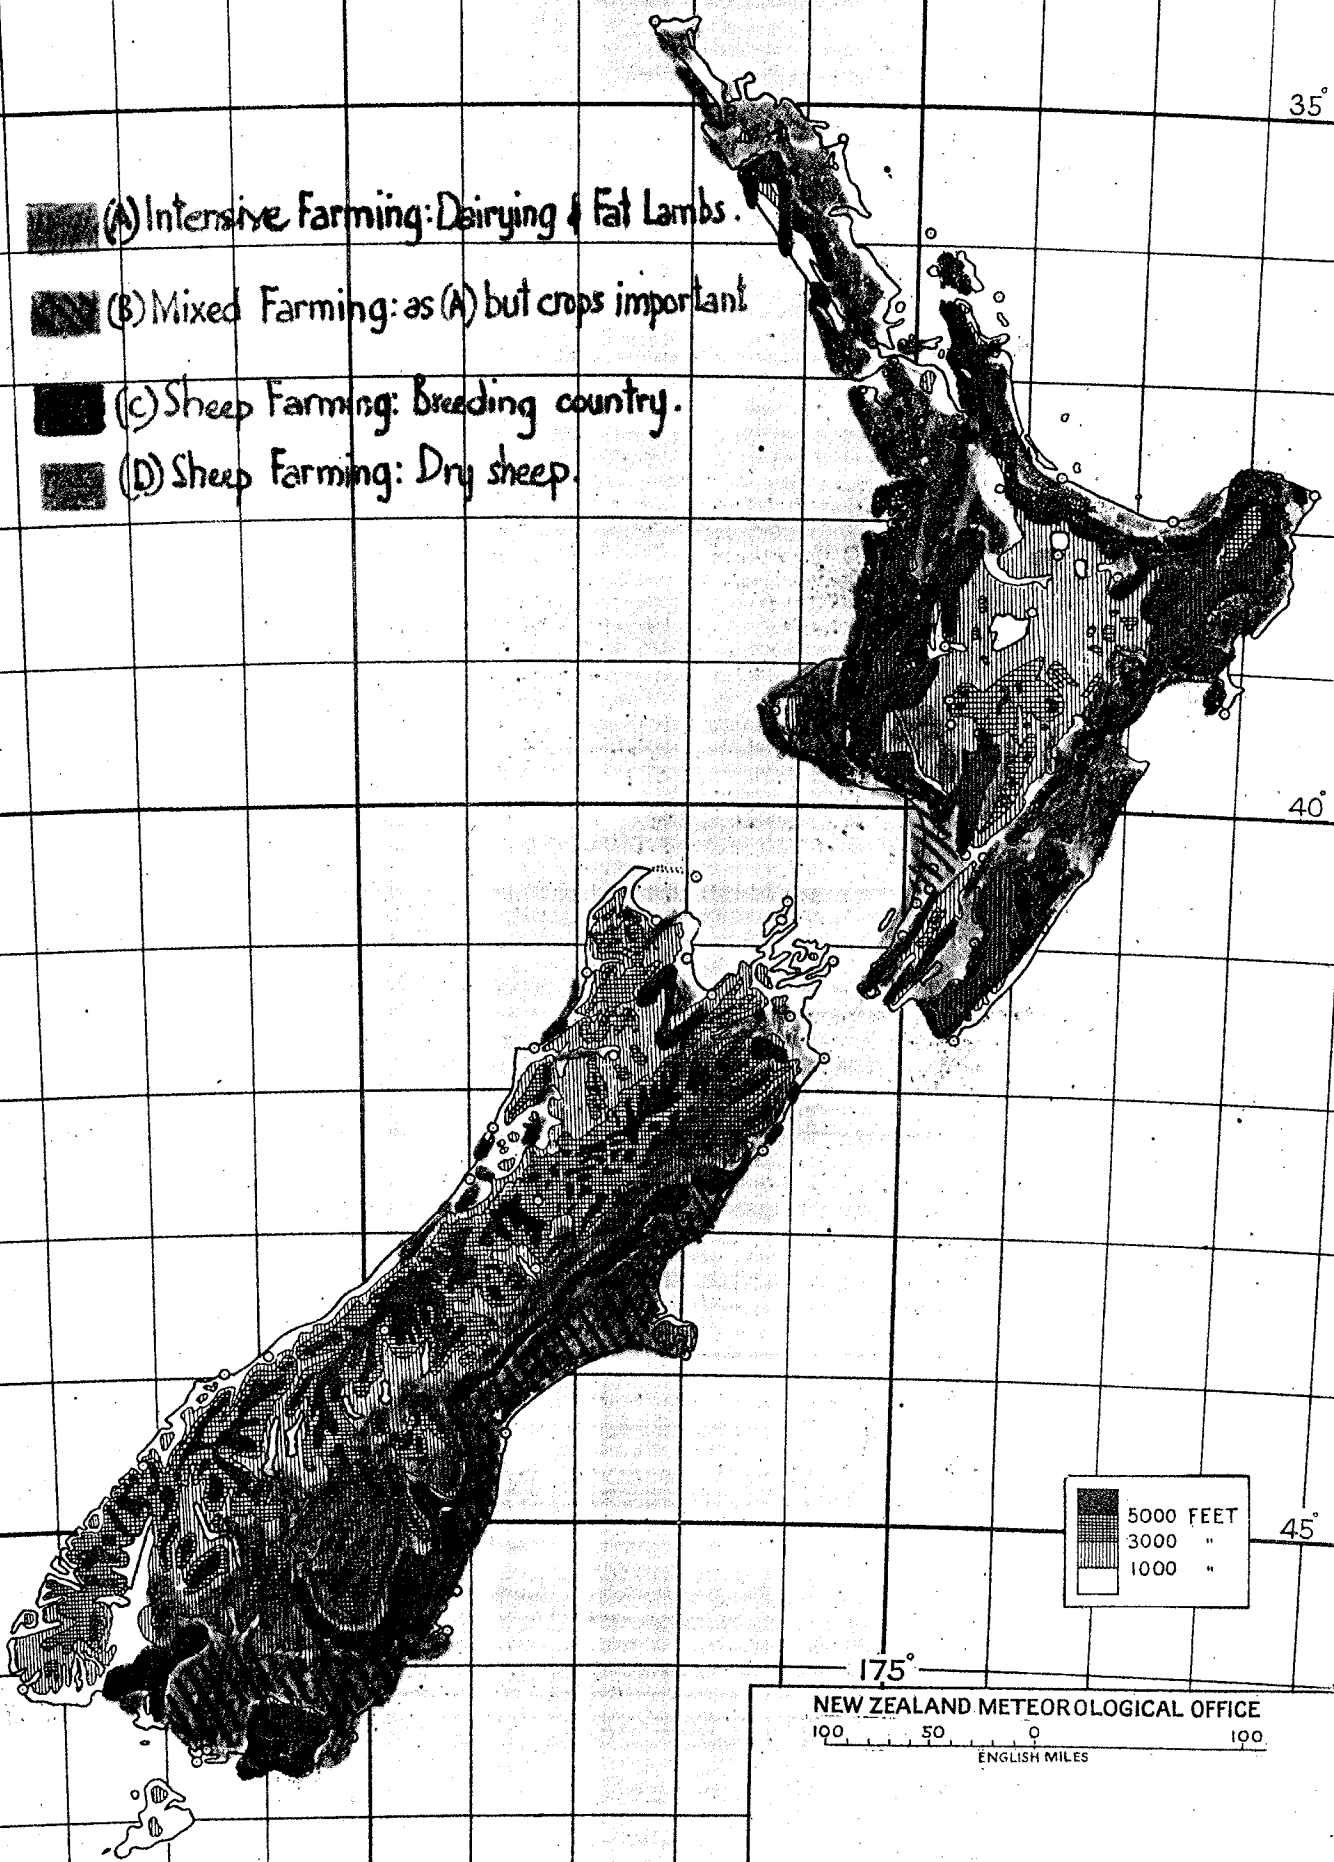 35°
(A) Intensive Farming: Dairying & Fat Lambs.
(B) Mixed Farming: as (A) but crops important
(C) Sheep Farming: Breeding country.
(D) Sheep Farming: Dry sheep.
40°
5000 FEET
3000 "
1000 "
45°
175°
NEW ZEALAND METEOROLOGICAL OFFICE
100 50 0 100
ENGLISH MILES